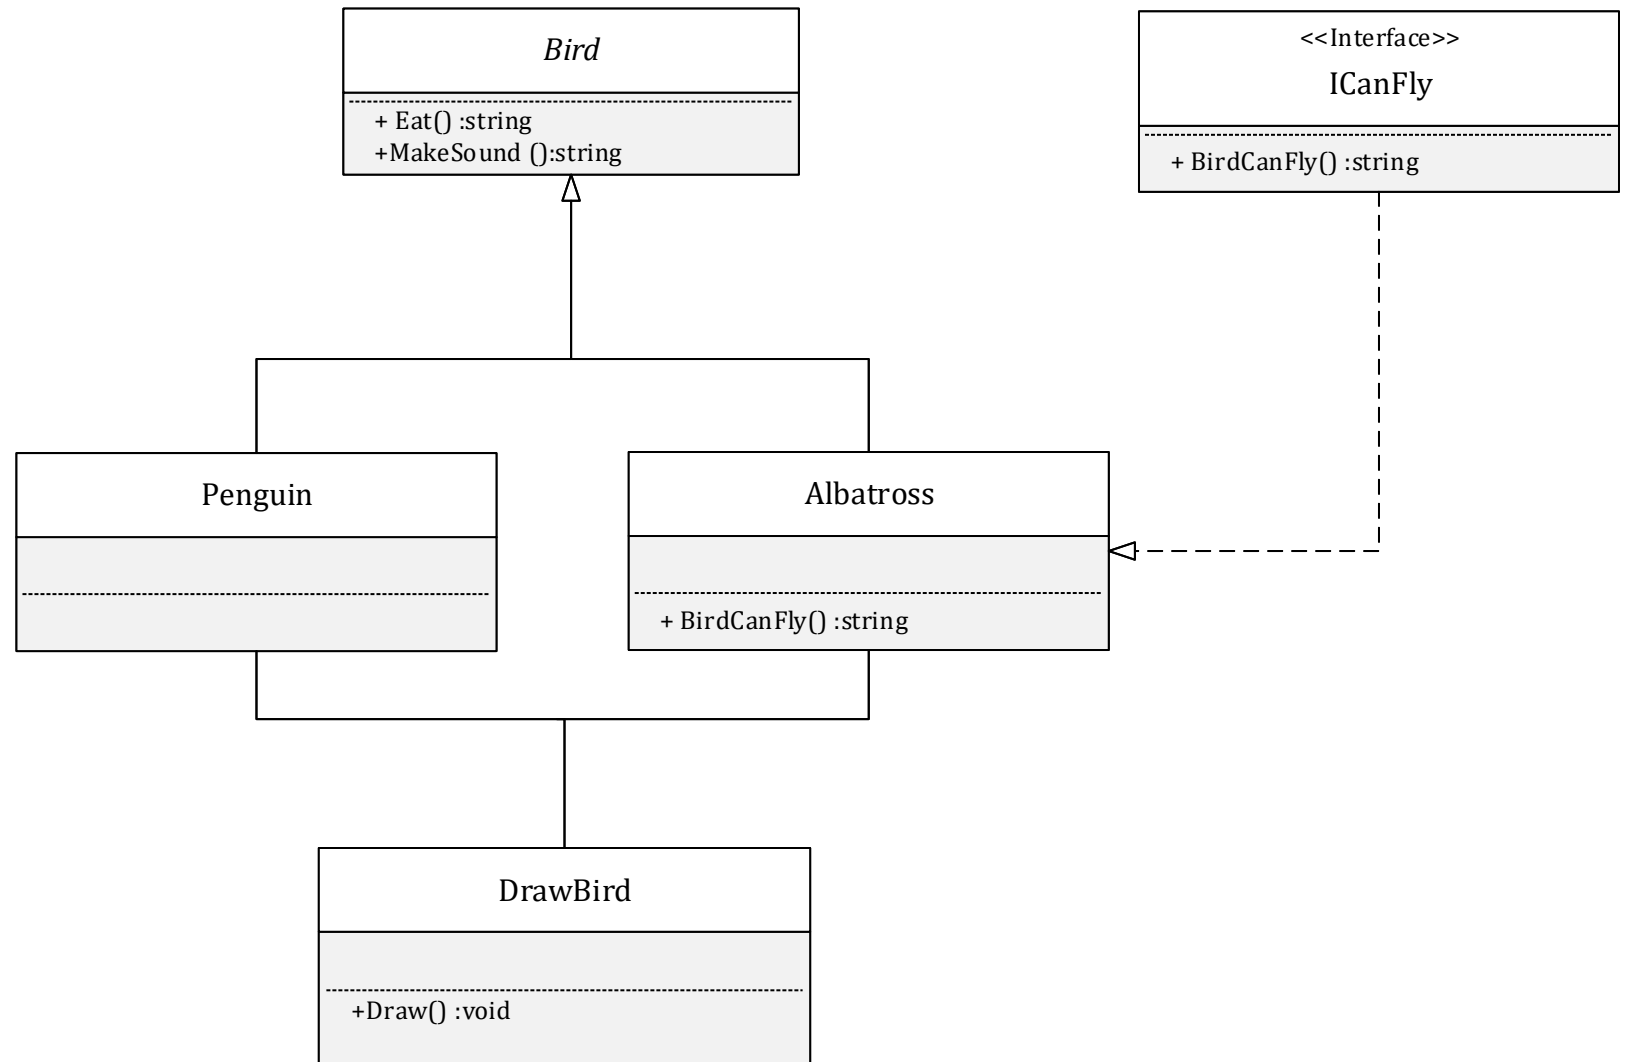 Bird
+ Eat() :string
+MakeSound ():string
<<Interface>>
ICanFly
+ BirdCanFly() :string
Penguin
Albatross
+ BirdCanFly() :string
DrawBird
+Draw() :void